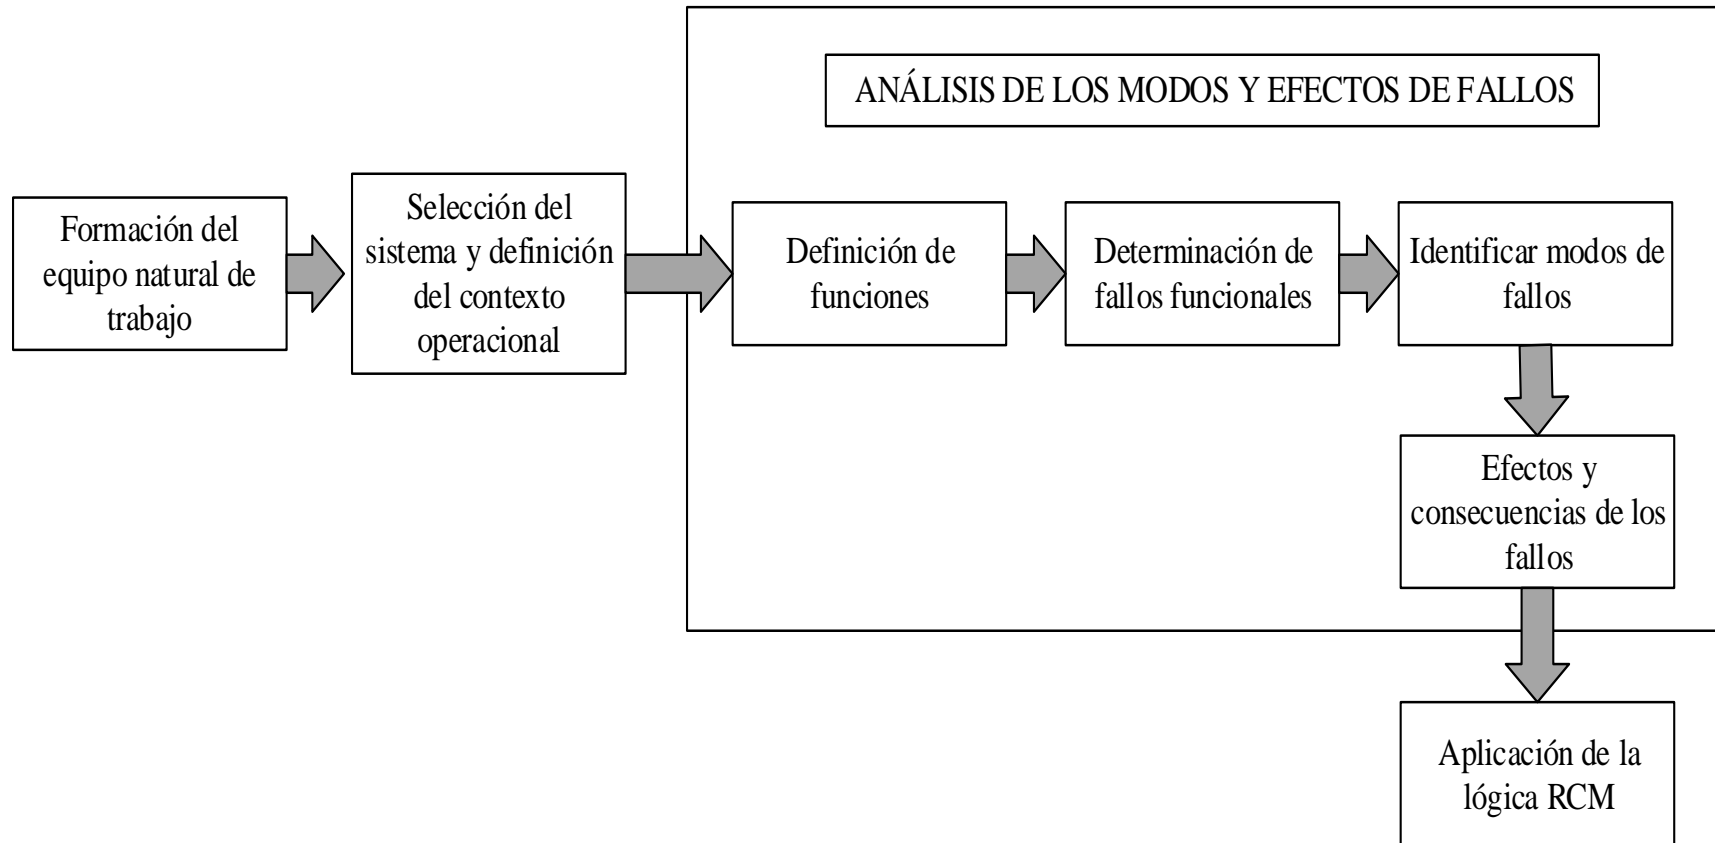 ANÁLISIS DE LOS MODOS Y EFECTOS DE FALLOS
Formación del
equipo natural de
trabajo
Selección del
sistema y definición
del contexto
operacional
Definición de
funciones
Determinación de
fallos funcionales
Identificar modos de
fallos
Efectos y
consecuencias de los
fallos
Aplicación de la
lógica RCM